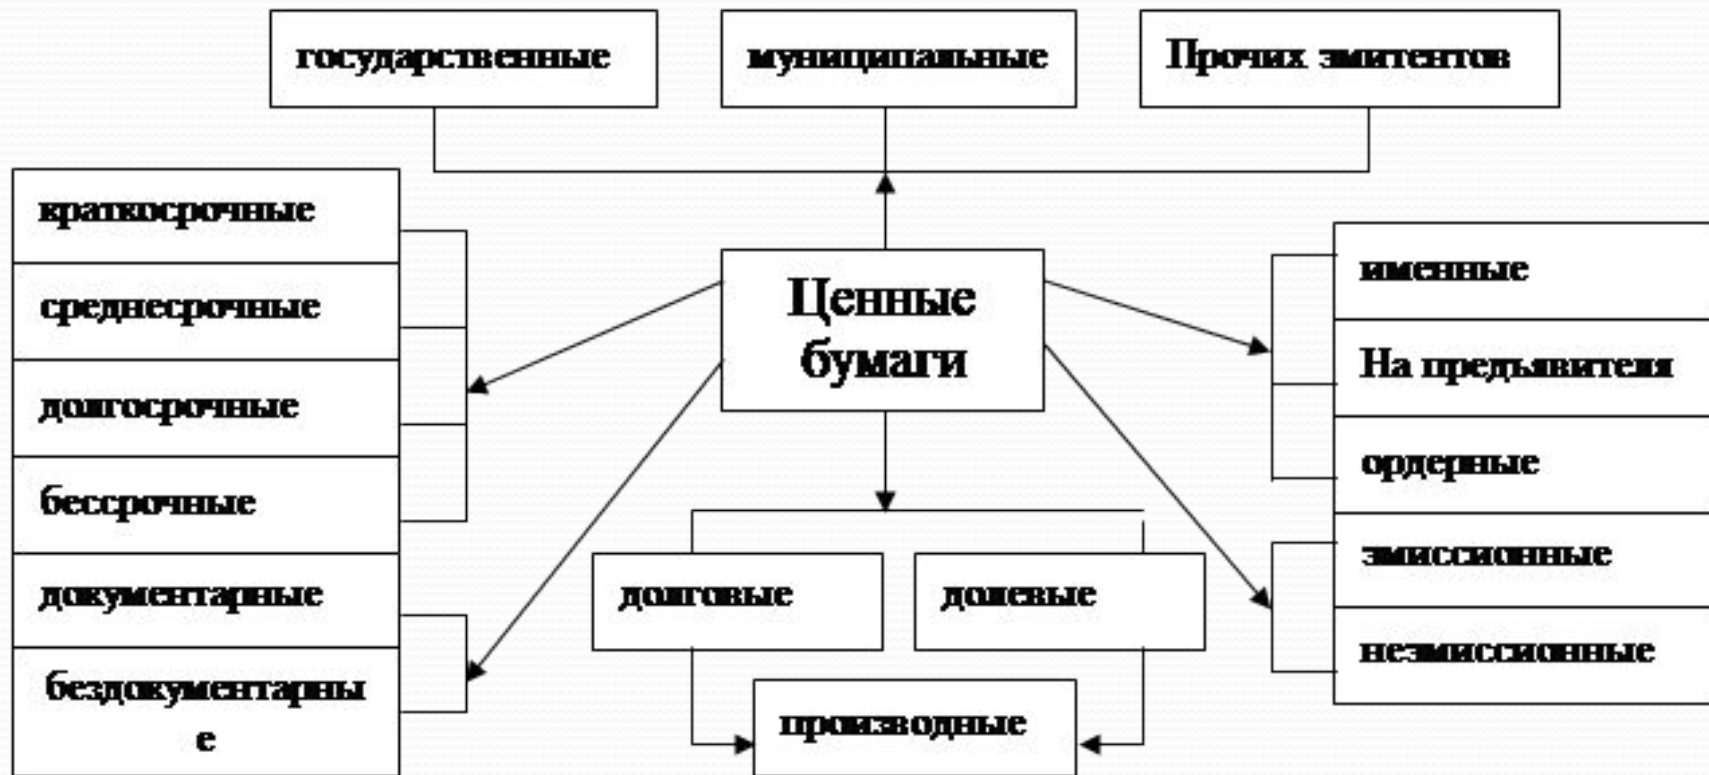 государственные
муниципальные
Прочих эмитентов
краткосрочные
среднесрочные
долгосрочные
бессрочные
документарные
бездокументарны
е
Ценные
бумаги
именные
На предъявителя
ордерные
эмиссионные
неэмиссионные
долговые
долевые
производные